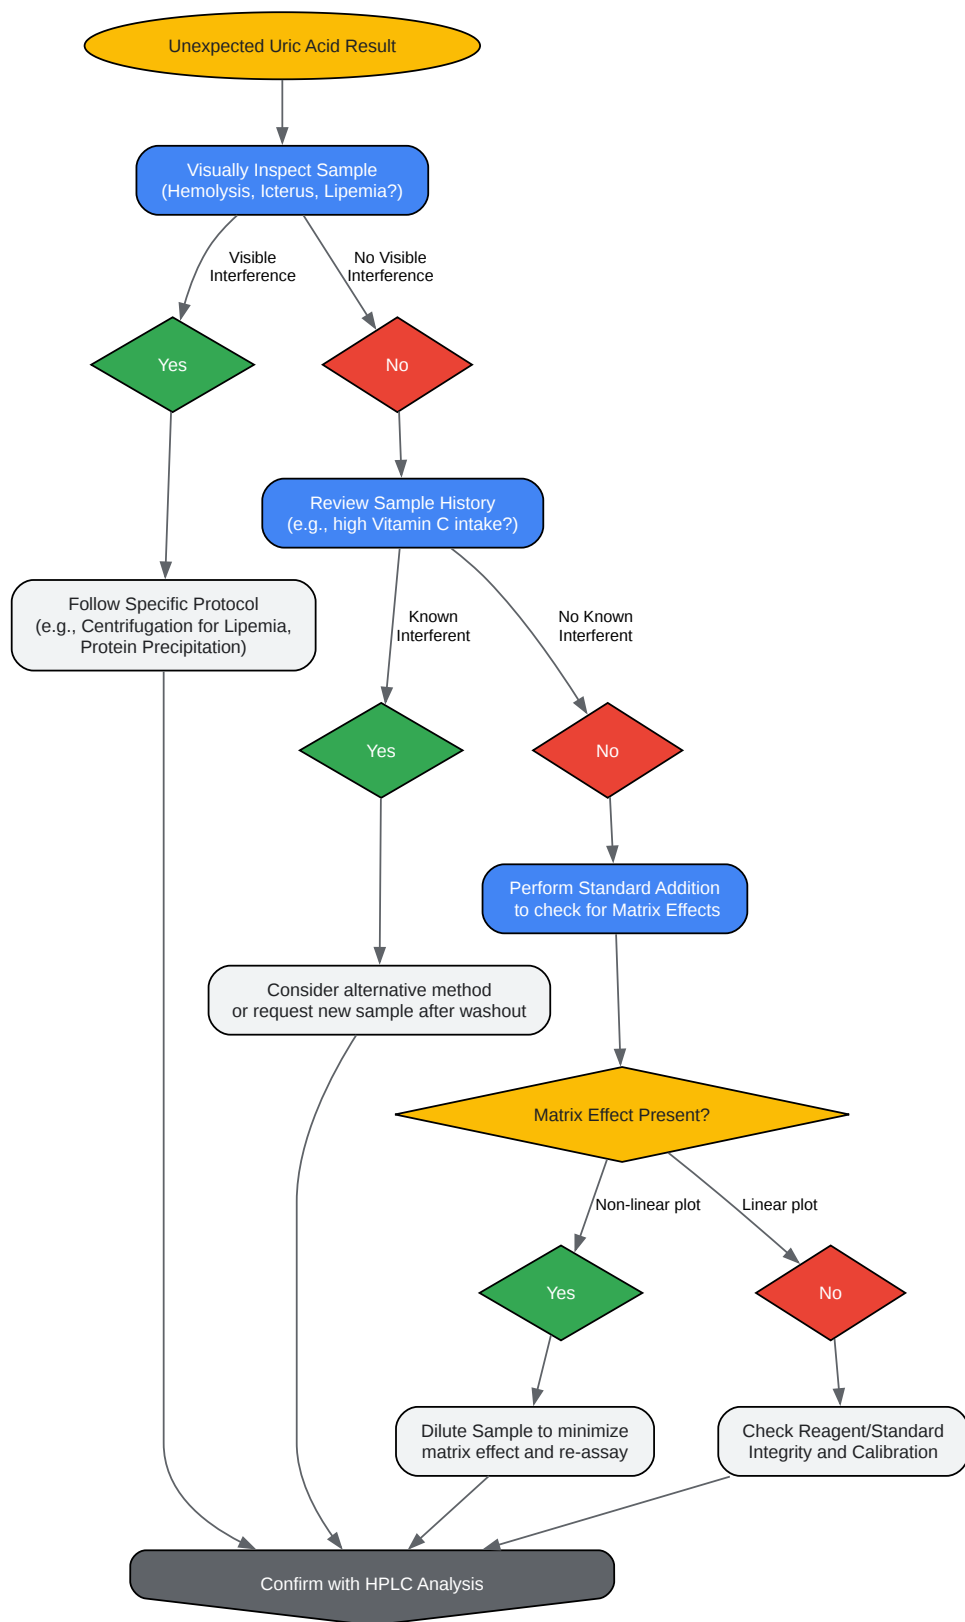 Unexpected Uric Acid Result
Visually Inspect Sample
(Hemolysis, Icterus, Lipemia?)
Visible
Interference
No Visible
Interference
Yes
No
Review Sample History
(e.g., high Vitamin C intake?)
Follow Specific Protocol
(e.g., Centrifugation for Lipemia,
Protein Precipitation)
Known
Interferent
No Known
Interferent
Yes
No
Perform Standard Addition
to check for Matrix Effects
Consider alternative method
or request new sample after washout
Matrix Effect Present?
Non-linear plot
Linear plot
Yes
No
Dilute Sample to minimize
matrix effect and re-assay
Check Reagent/Standard
Integrity and Calibration
Confirm with HPLC Analysis